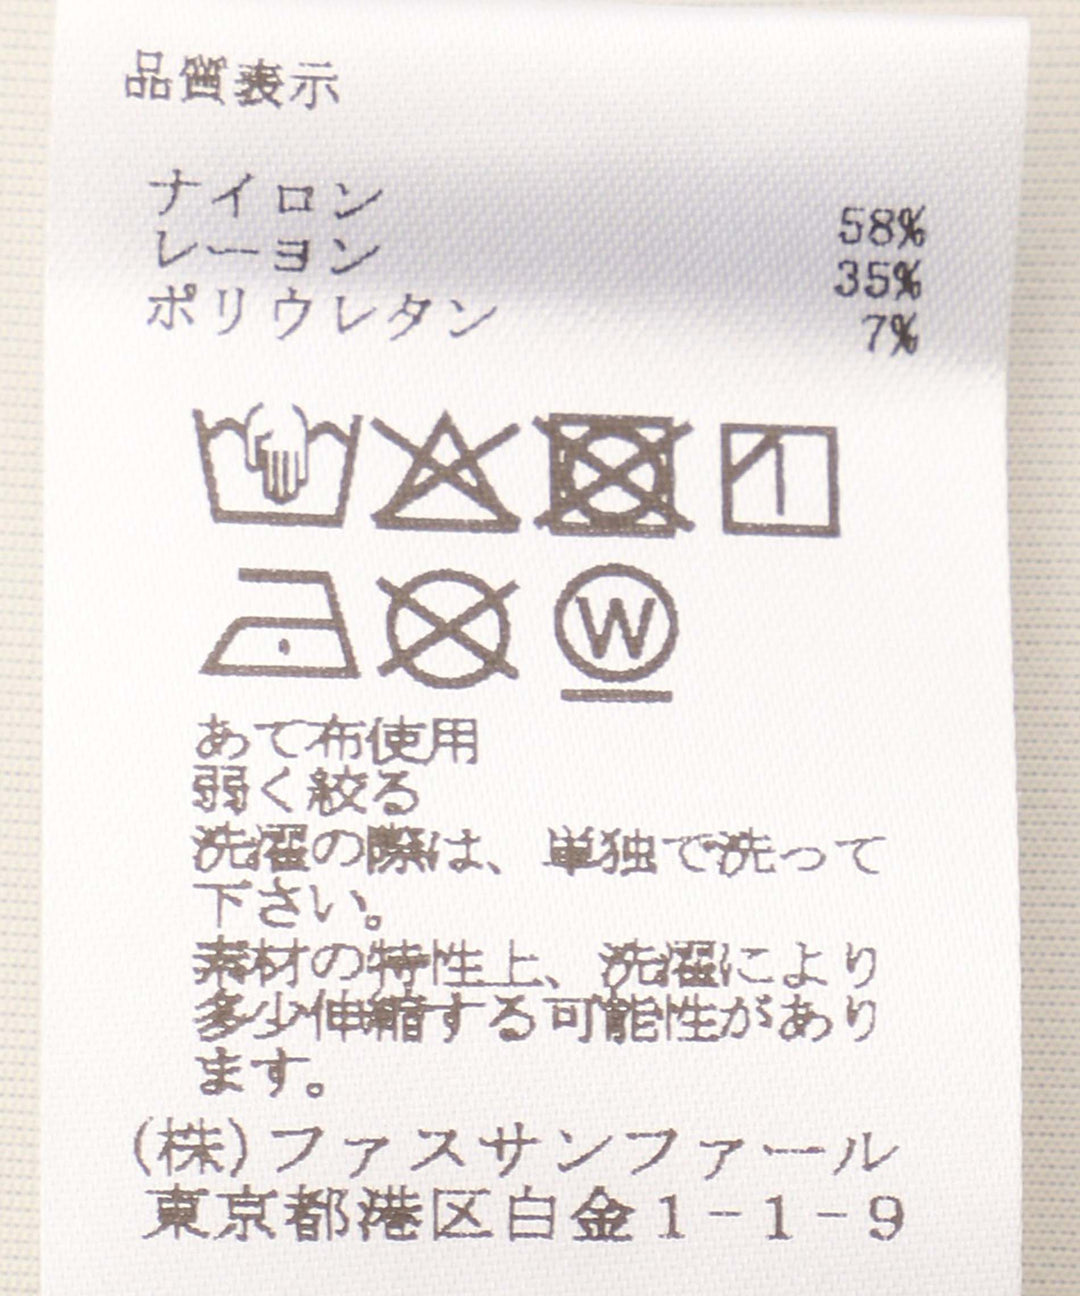 品質表示
ナイロン 58%
レーヨン 35%
ポリウレタン 7%
W
あて布使用
弱く絞る
洗濯の際は、単独で洗って
下さい。
素材の特性上、洗濯により
多少伸縮する可能性があり
ます。
(株)ファスサンファール
東京都港区白金1-1-9